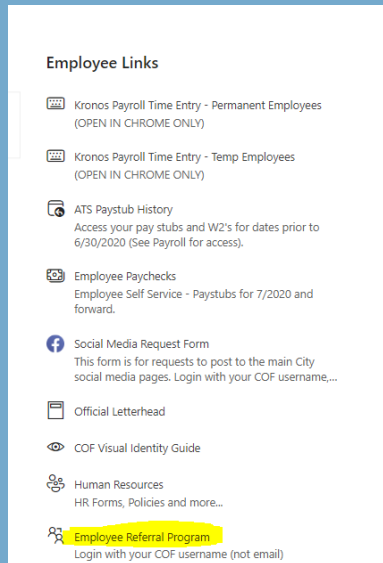 Employee Links
Kronos Payroll Time Entry - Permanent Employees
(OPEN IN CHROME ONLY)
Kronos Payroll Time Entry - Temp Employees
(OPEN IN CHROME ONLY)
ATS Paystub History
Access your pay stubs and W2's for dates prior to
6/30/2020 (See Payroll for access).
Employee Paychecks
Employee Self Service - Paystubs for 7/2020 and
forward.
Social Media Request Form
This form is for requests to post to the main City
social media pages. Login with your COF username,...
Official Letterhead
COF Visual Identity Guide
Human Resources
HR Forms, Policies and more...
Employee Referral Program
Login with your COF username (not email)